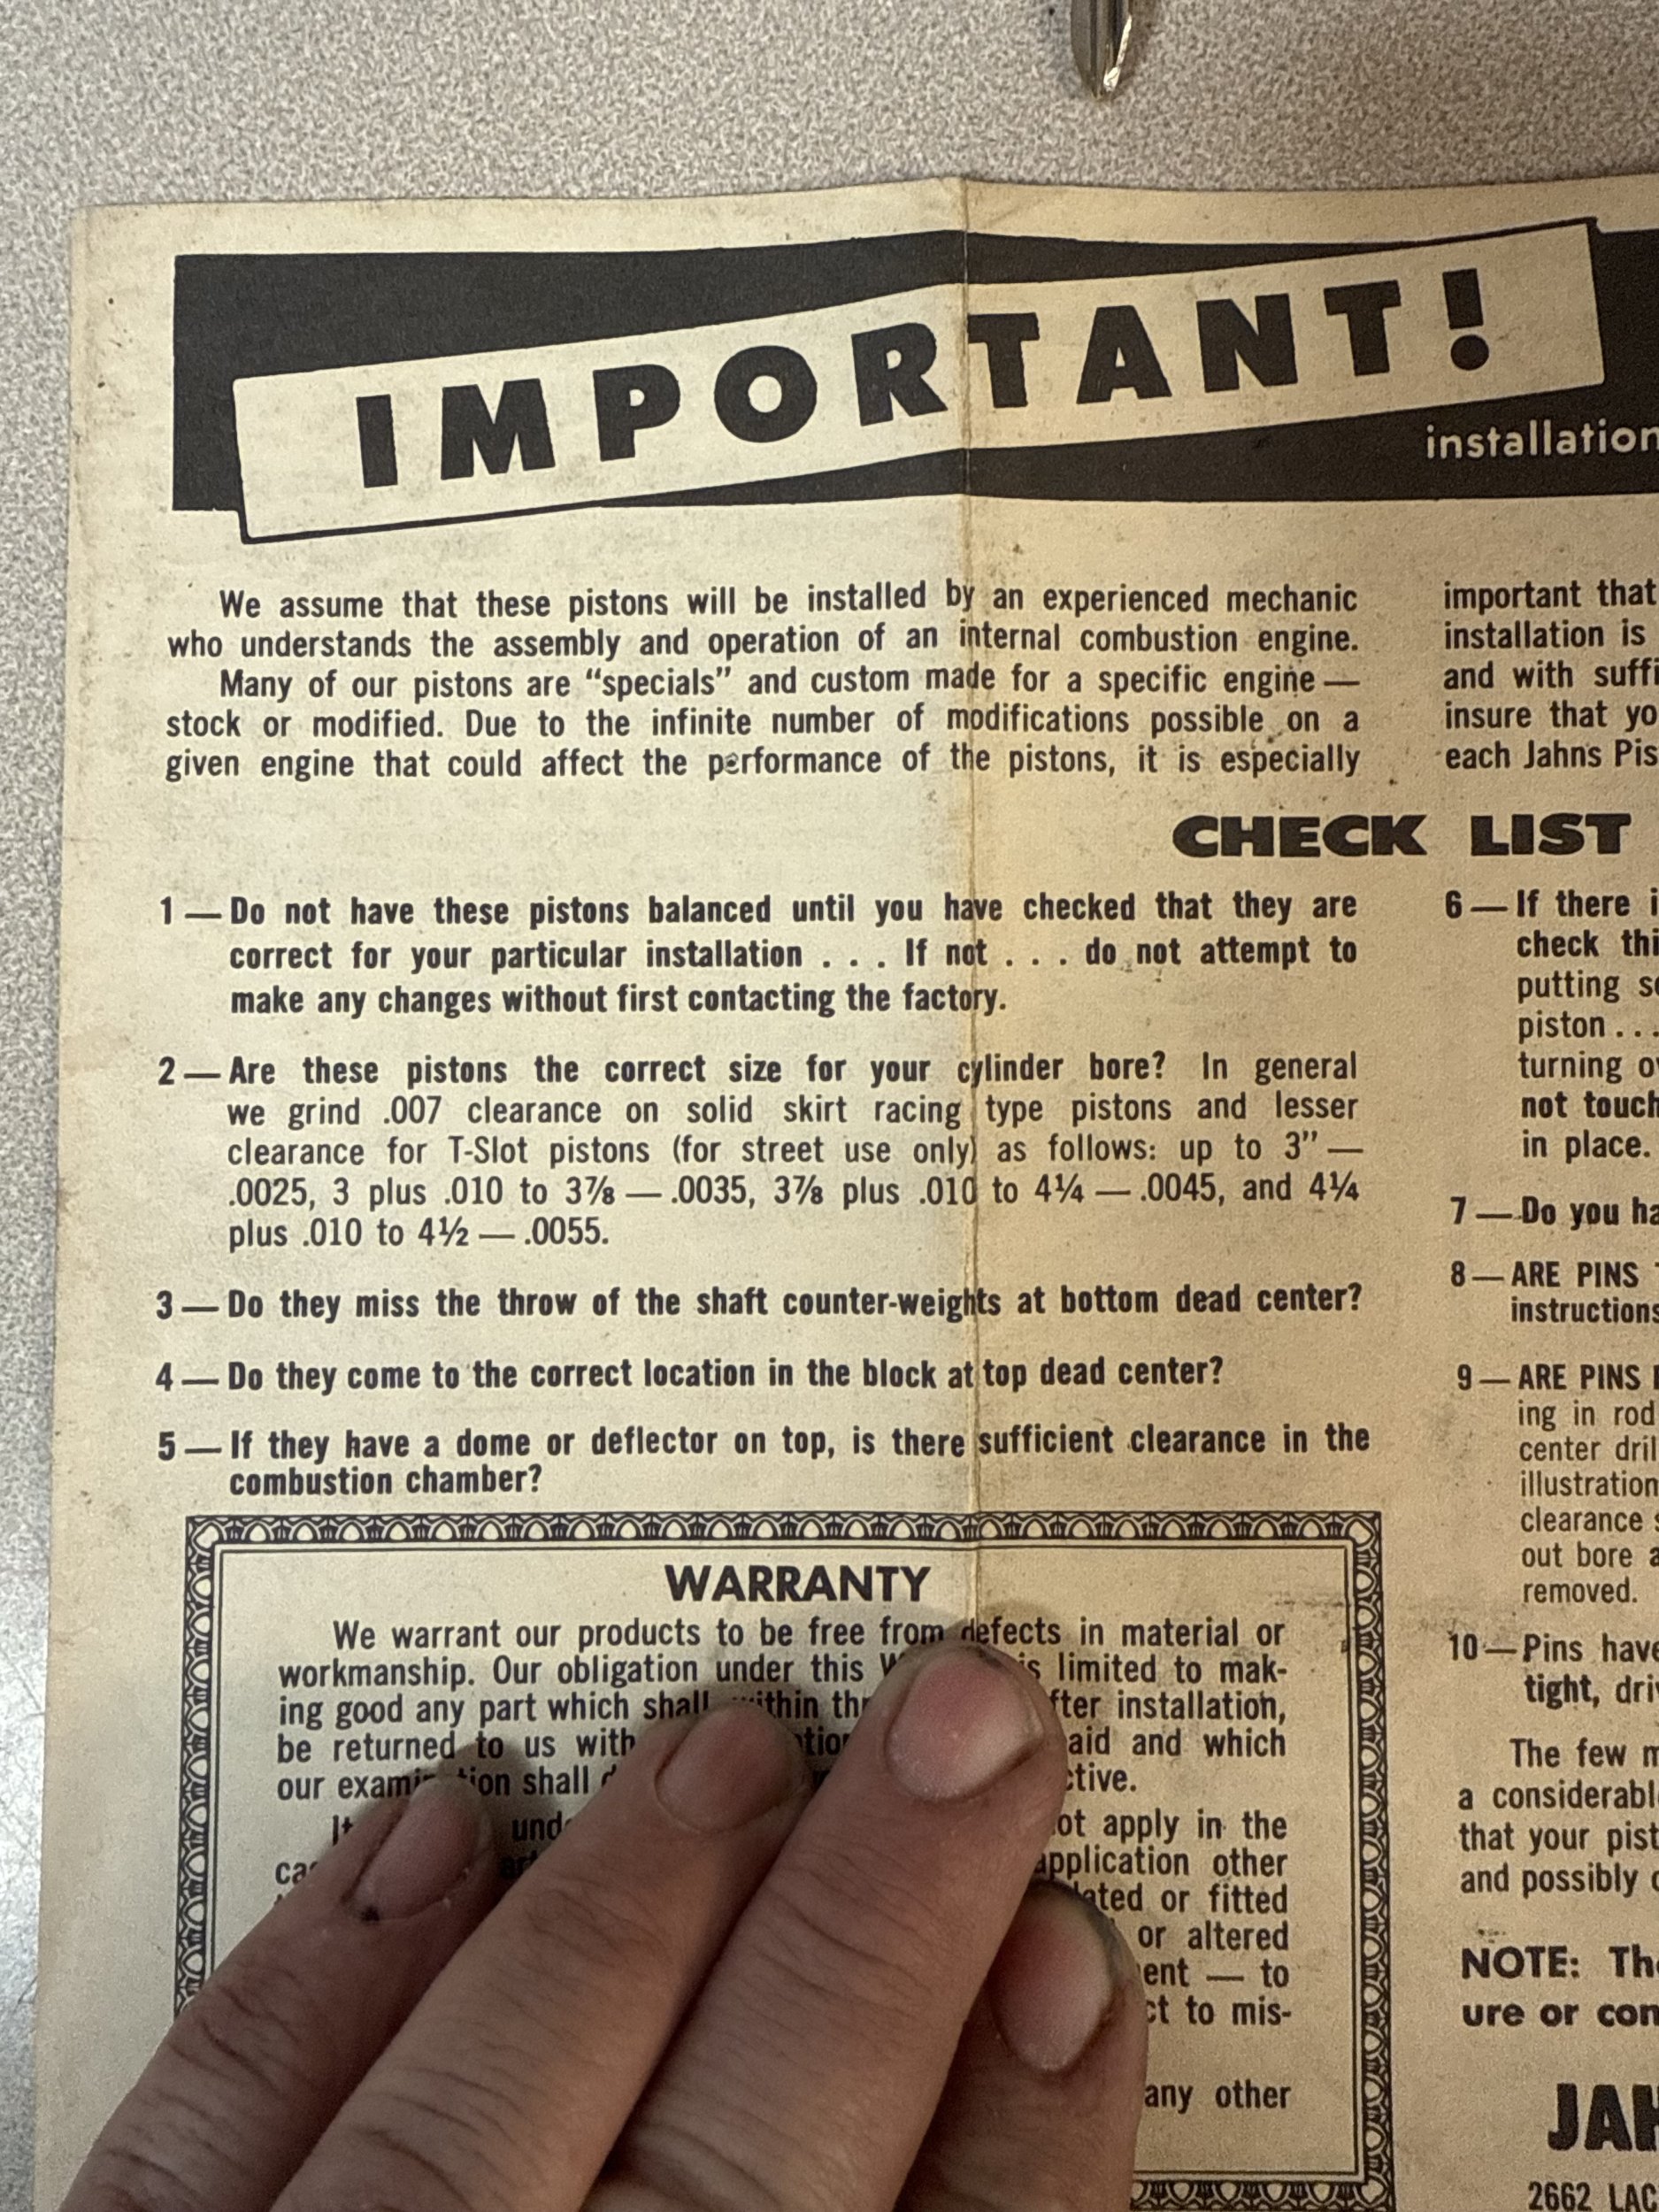 IMPORTANT!
installation
We assume that these pistons will be installed by an experienced mechanic
who understands the assembly and operation of an internal combustion engine.
Many of our pistons are “specials” and custom made for a specific engine —
stock or modified. Due to the infinite number of modifications possible on a
given engine that could affect the performance of the pistons, it is especially
important that
installation is
and with
insure that
each Jahns
CHECK LIST
1 — Do not have these pistons balanced until you have checked that they are
correct for your particular installation . . . If not . . . do not attempt to
make any changes without first contacting the factory.
2 — Are these pistons the correct size for your cylinder bore? In general
we grind .007 clearance on solid skirt racing type pistons and lesser
clearance for T-Slot pistons (for street use only) as follows: up to 3” —
.0025, 3 plus .010 to 3⅞ — .0035, 3⅞ plus .010 to 4¼ — .0045, and 4¼
plus .010 to 4½ — .0055.
3 — Do they miss the throw of the shaft counter-weights at bottom dead center?
4 — Do they come to the correct location in the block at top dead center?
5 — If they have a dome or deflector on top, is there sufficient clearance in the
combustion chamber?
WARRANTY
We warrant our products to be free from defects in material or
workmanship. Our obligation under this is limited to mak-
ing good any part which shall within after installation,
be returned to us with and which
our examination shall
apply in the
application other
or fitted
or altered
— to
to mis-
any other
6 — If there
check
putting
piston . . .
turning
not touch
in place.
7 — Do you
8 — ARE PINS
instructions
9 — ARE PINS
ing in rod
center
illustration
clearance
out bore
removed.
10 — Pins have
tight,
The few
a
that your
and possibly
NOTE:
ure or
2662